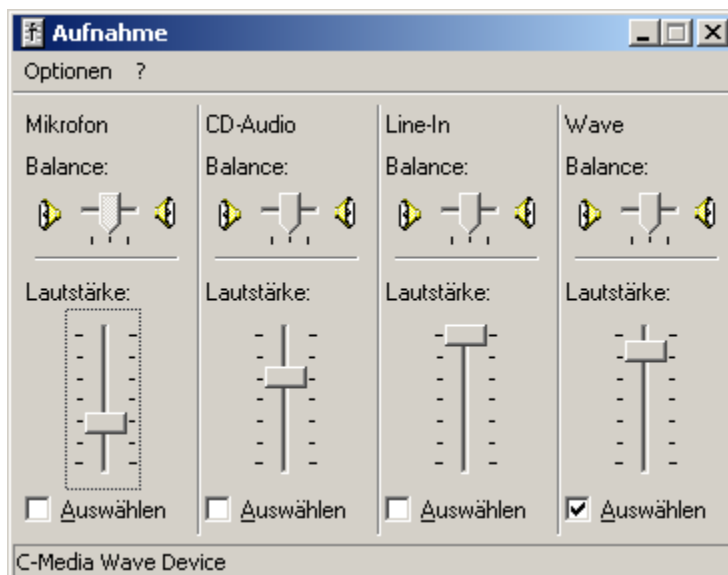 Aufnahme
Optionen ?
Mikrofon CD-Audio Line-In Wave
Balance: Balance: Balance: Balance:
Lautstärke: Lautstärke: Lautstärke: Lautstärke:
Auswählen Auswählen Auswählen Auswählen
C-Media Wave Device